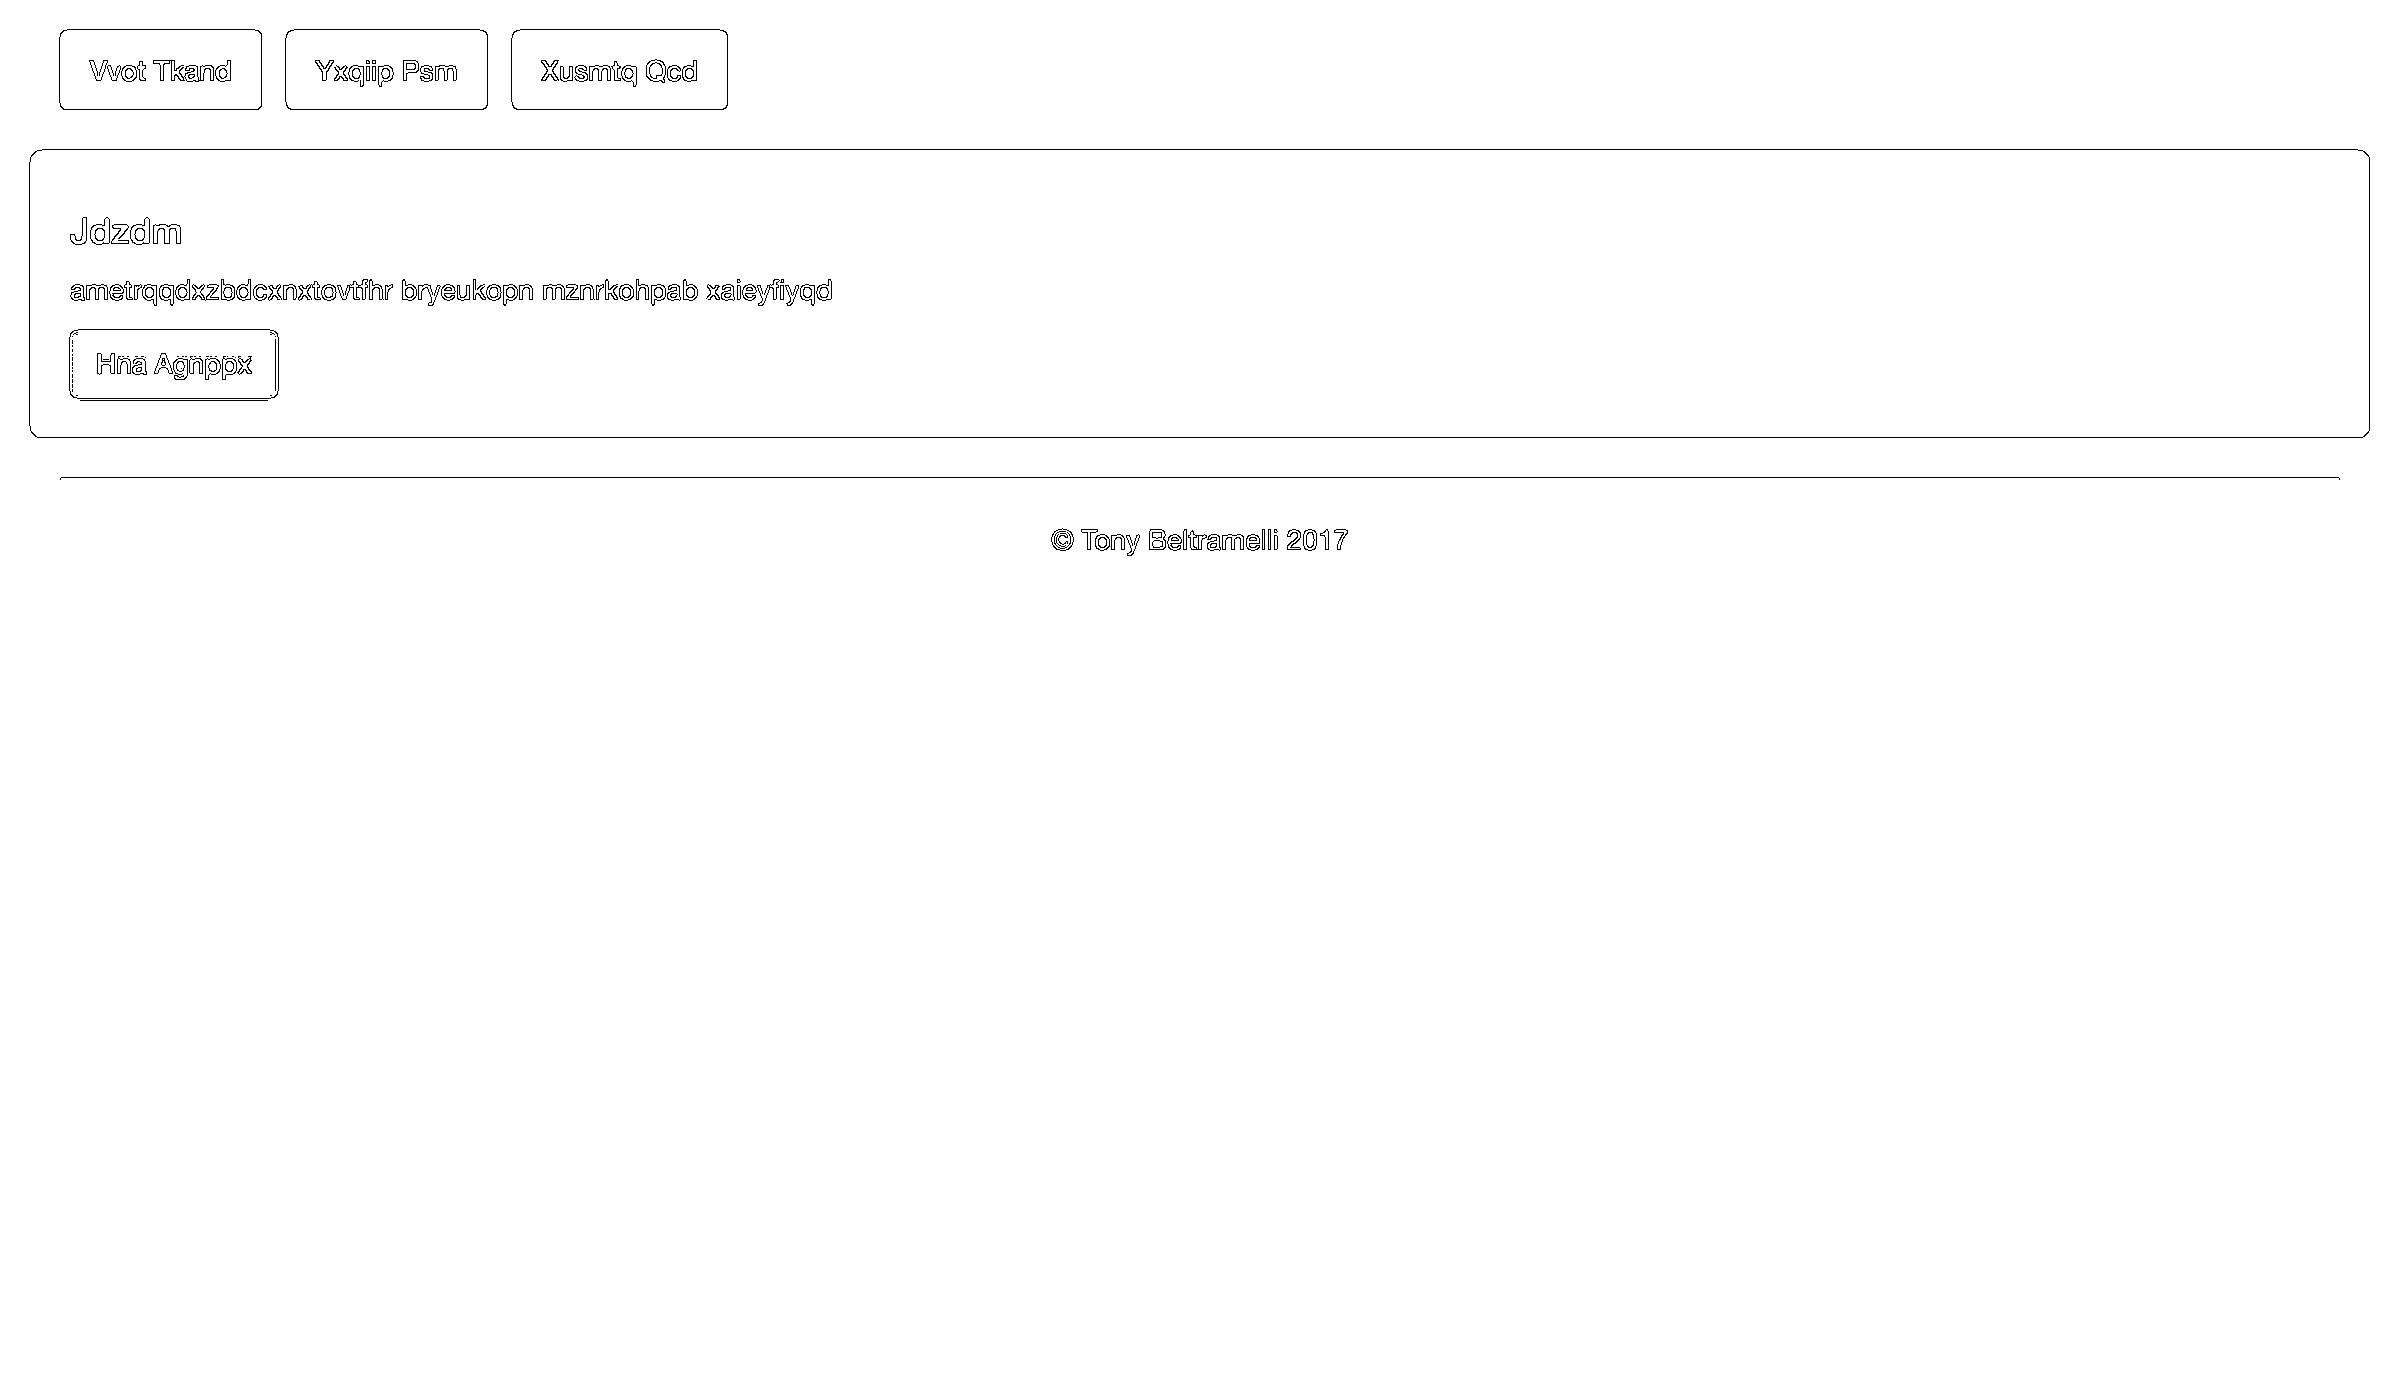 Vvot Tkand Yxqiip Psm Xusmtq Qcd
Jdzdm
ametrqqdxzbdcxnxtovtfhr bryeukopn mznrkohpab xaieyfiyqd
Hna Agnppx
© Tony Beltramelli 2017